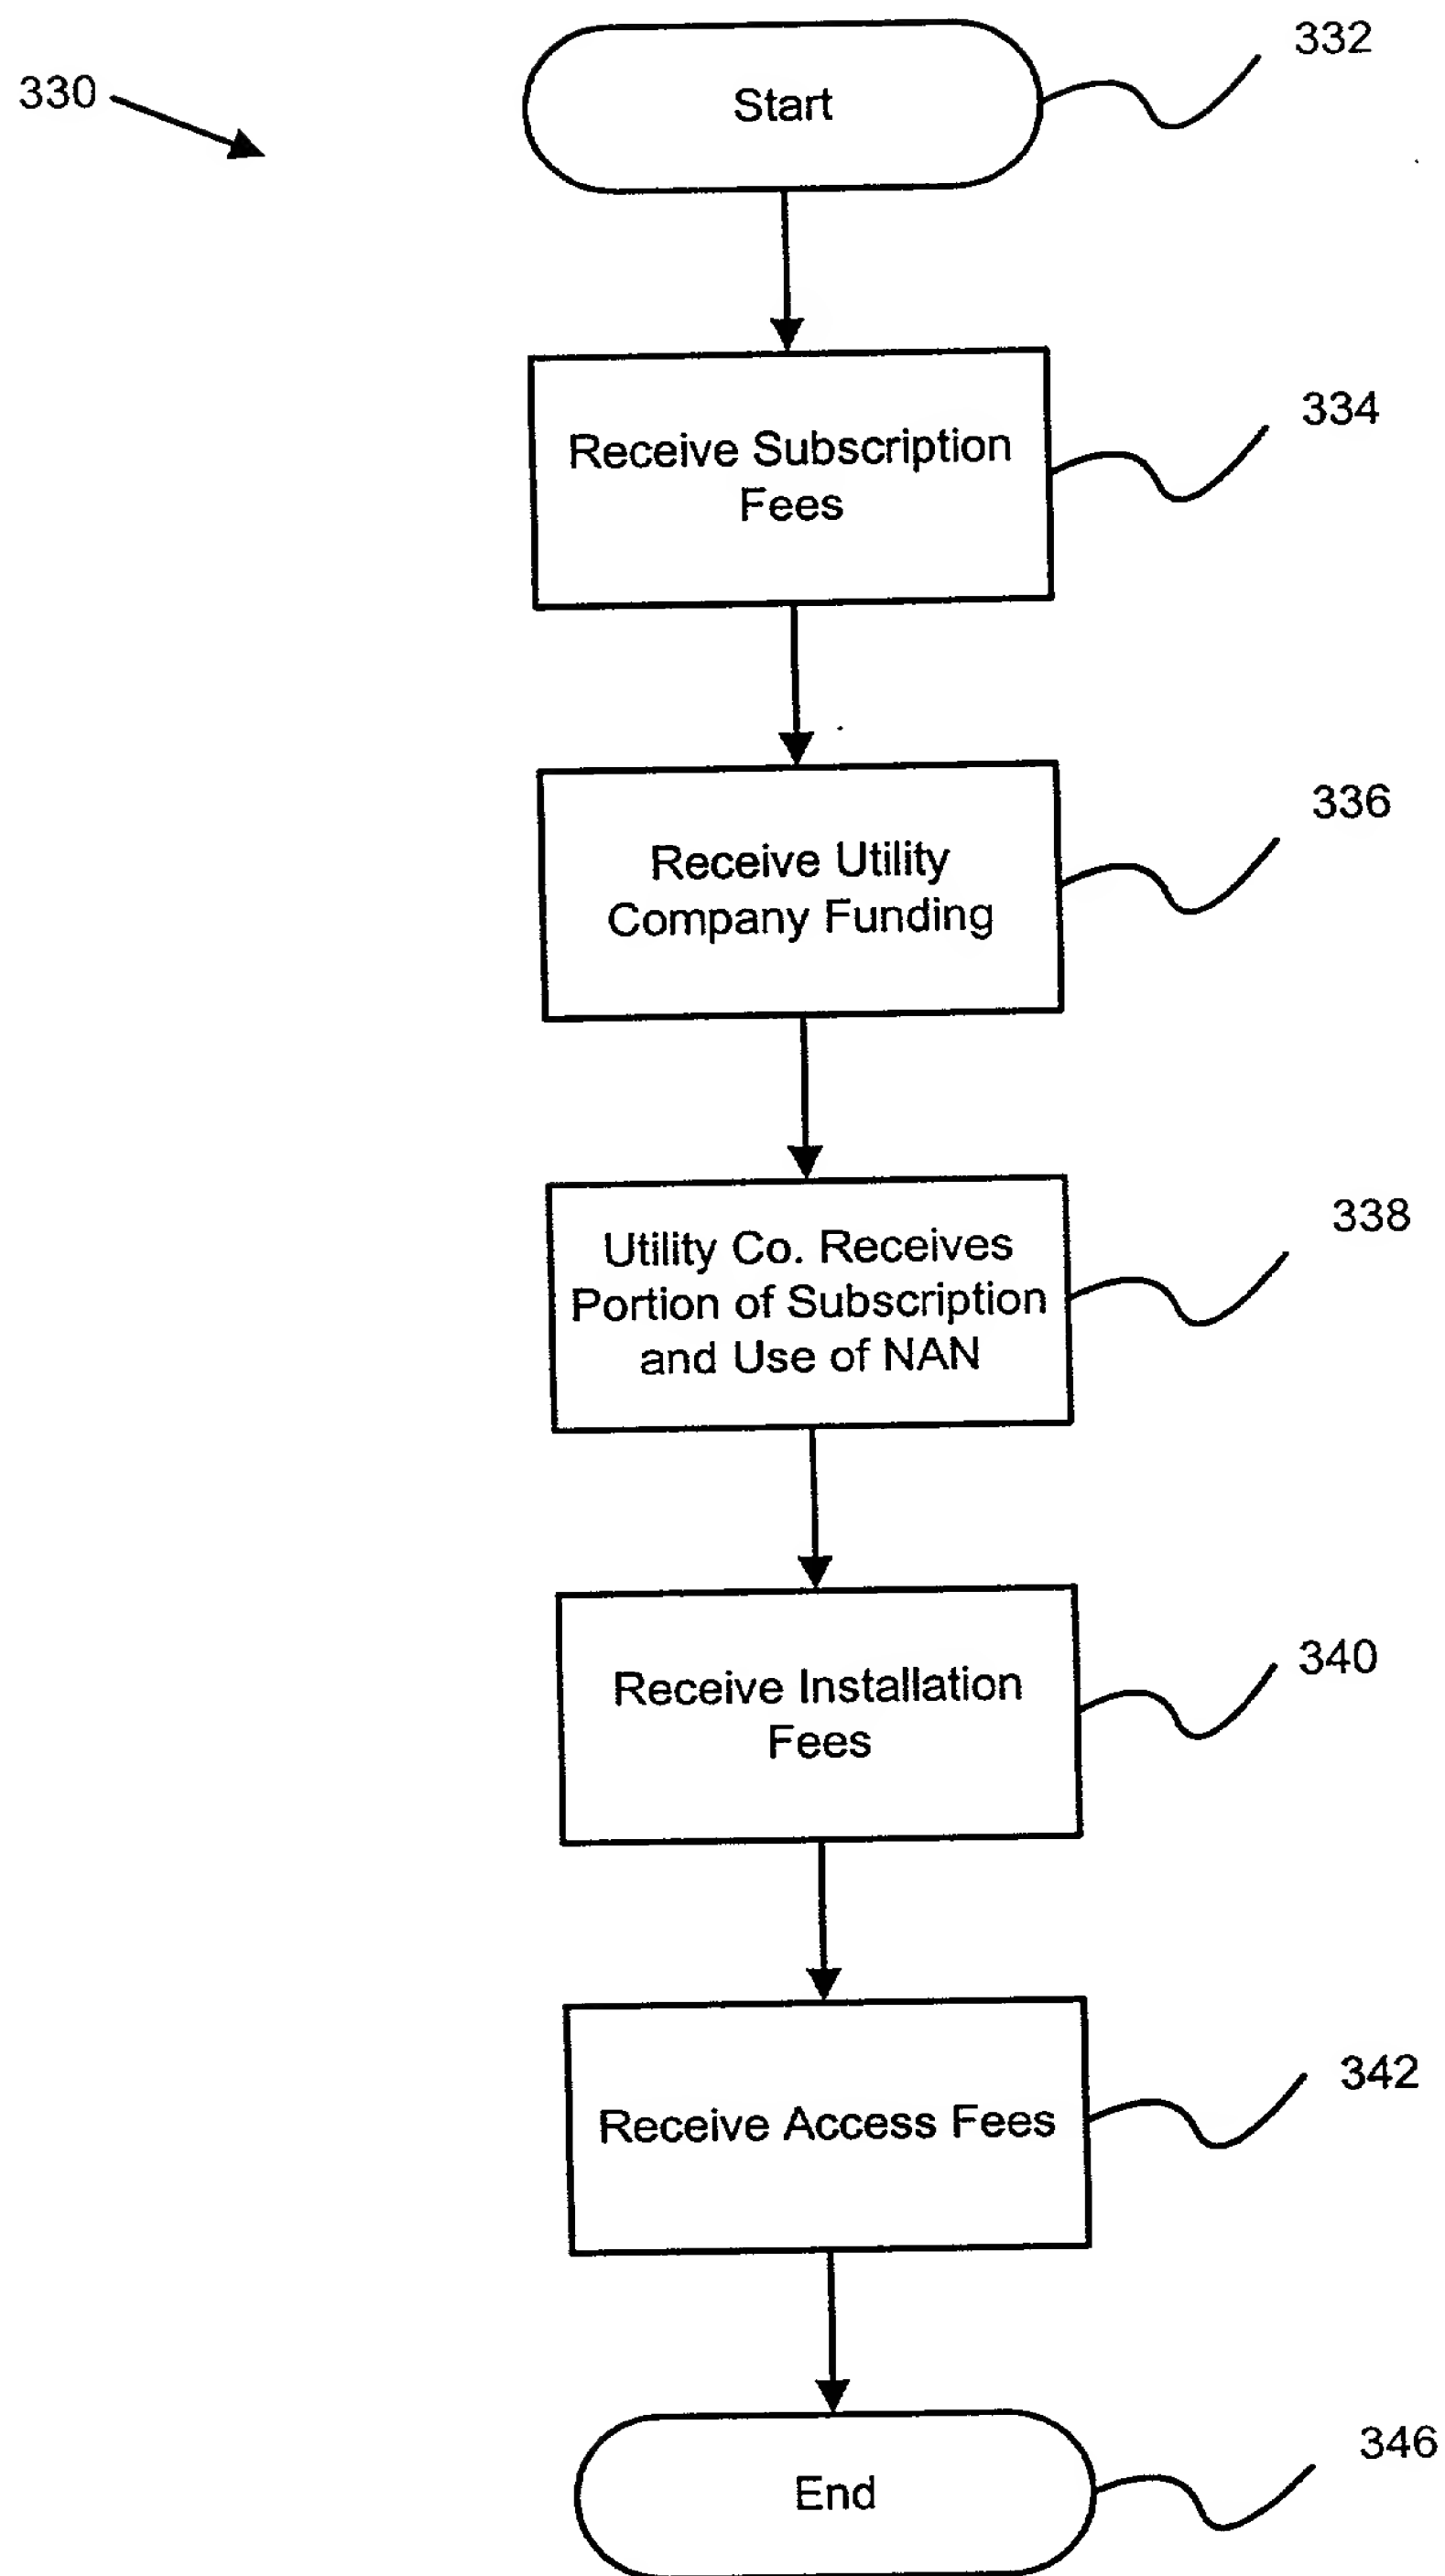 332
330
Start
334
Receive Subscription
Fees
336
Receive Utility
Company Funding
338
Utility Co. Receives
Portion of Subscription
and Use of NAN
340
Receive Installation
Fees
342
Receive Access Fees
346
End